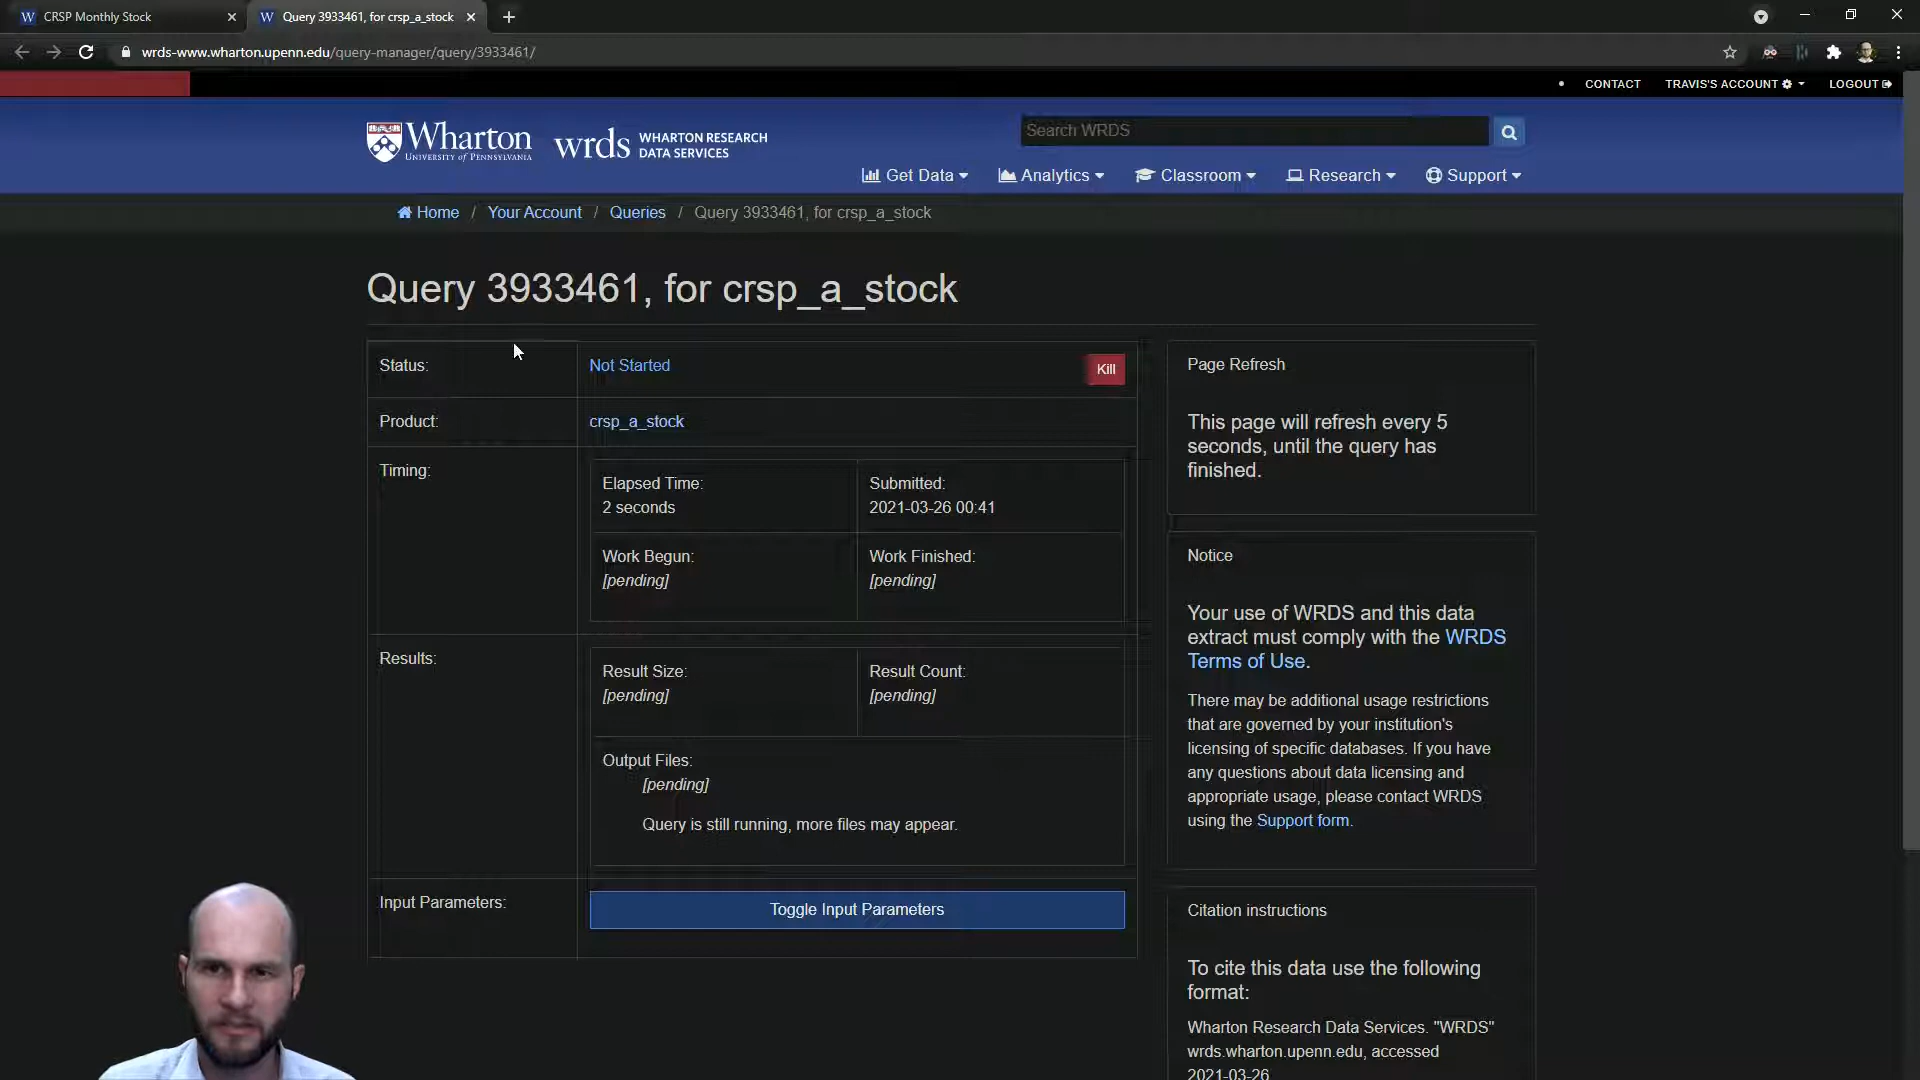 CRSP Monthly Stock
Query 3933461, for crsp_a_stock
wrds-www.wharton.upenn.edu/query-manager/query/3933461/
CONTACT
TRAVIS'S ACCOUNT
LOGOUT
Wharton
UNIVERSITY of PENNSYLVANIA
wrds
WHARTON RESEARCH
DATA SERVICES
Search WRDS
Get Data
Analytics
Classroom
Research
Support
Home / Your Account / Queries / Query 3933461, for crsp_a_stock
Query 3933461, for crsp_a_stock
Status:
Not Started
Kill
Product:
crsp_a_stock
Timing:
Elapsed Time:
2 seconds
Submitted:
2021-03-26 00:41
Work Begun:
[pending]
Work Finished:
[pending]
Results:
Result Size:
[pending]
Result Count:
[pending]
Output Files:
[pending]
Query is still running, more files may appear.
Input Parameters:
Toggle Input Parameters
Page Refresh
This page will refresh every 5
seconds, until the query has
finished.
Notice
Your use of WRDS and this data
extract must comply with the WRDS
Terms of Use.
There may be additional usage restrictions
that are governed by your institution's
licensing of specific databases. If you have
any questions about data licensing and
appropriate usage, please contact WRDS
using the Support form.
Citation instructions
To cite this data use the following
format:
Wharton Research Data Services. "WRDS"
wrds.wharton.upenn.edu, accessed
2021-03-26